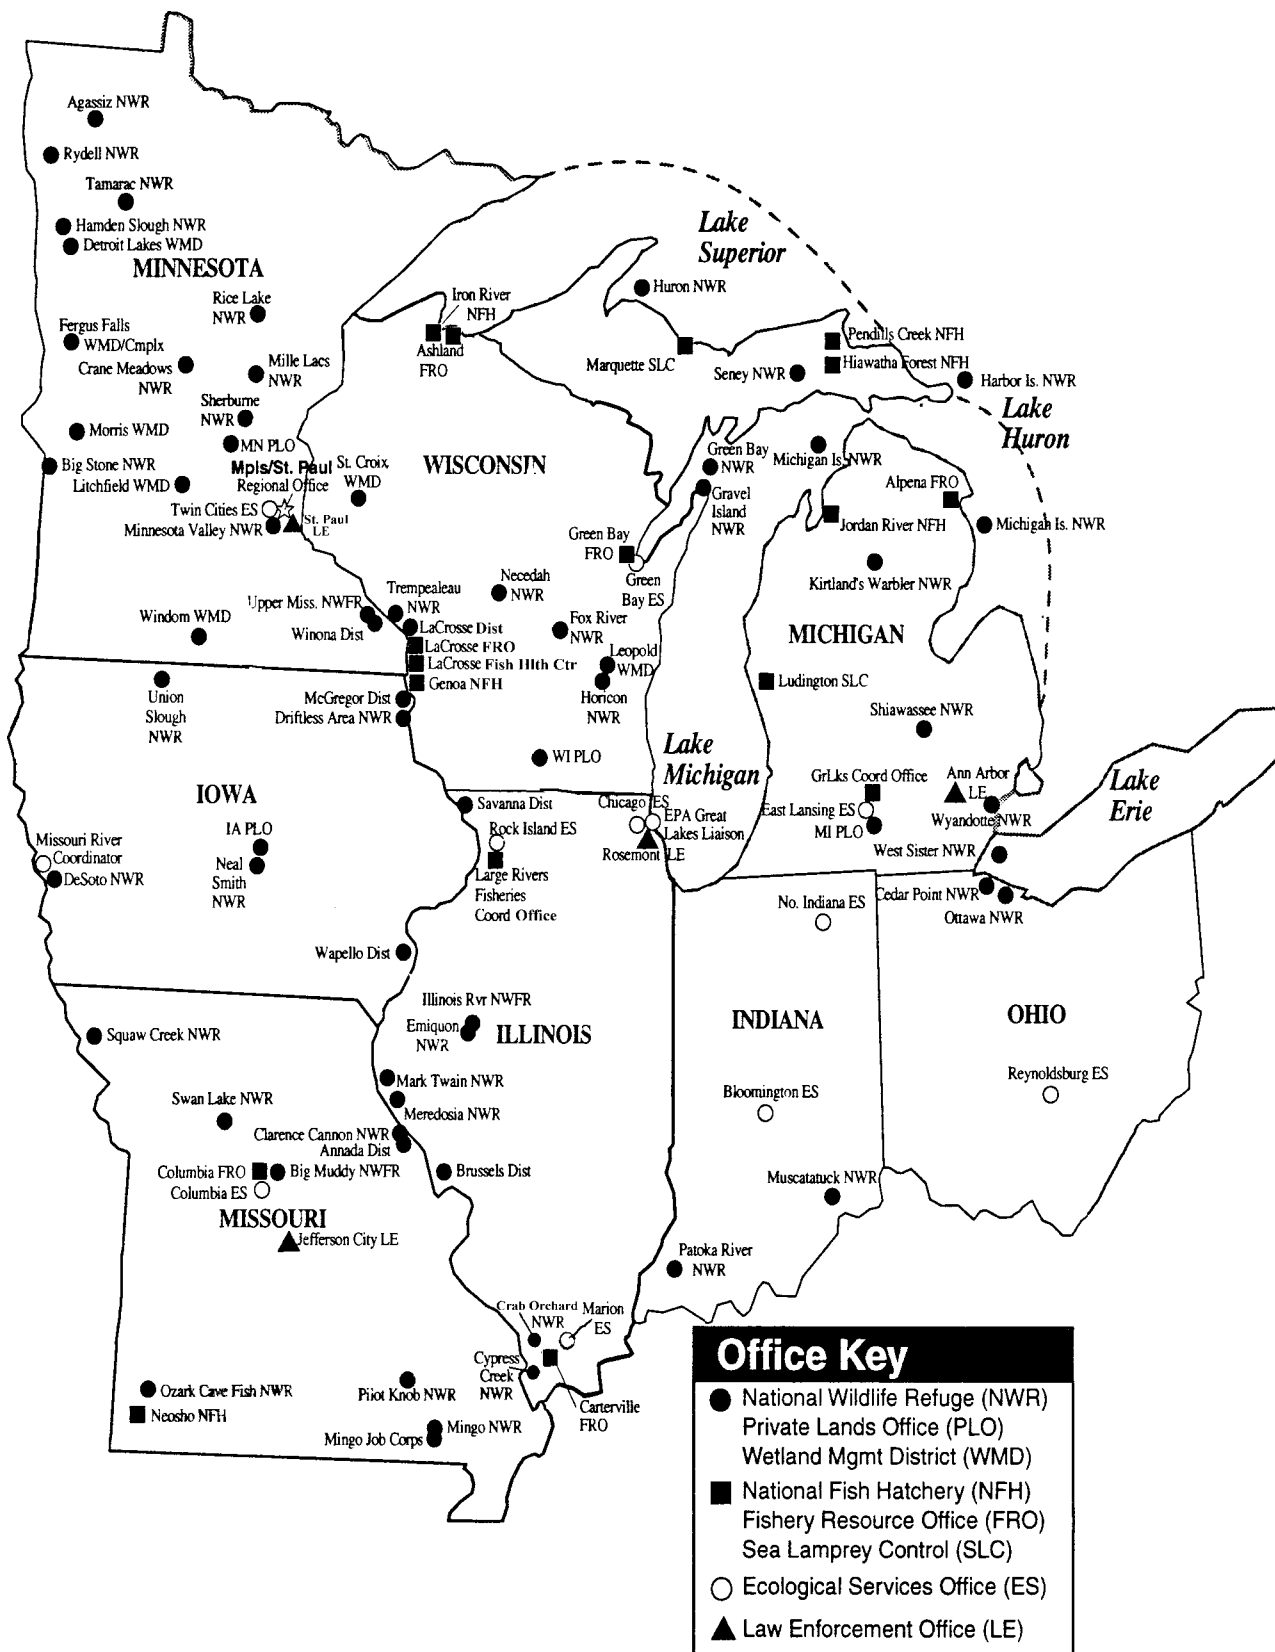 Agassiz NWR
Rydell NWR
Tamarac NWR
Hamden Slough NWR
Detroit Lakes WMD
MINNESOTA
Rice Lake
NWR
Fergus Falls
WMD/Cmplx
Crane Meadows
NWR
Mille Lacs
NWR
Sherburne
NWR
Morris WMD
MN PLO
Big Stone NWR
Litchfield WMD
Mpls/St. Paul
Regional Office
St. Croix
WMD
Twin Cities ES
Minnesota Valley NWR
St. Paul
LE
Windom WMD
Upper Miss. NWFR
Winona Dist
Lake
Superior
Huron NWR
Iron River
NFH
Ashland
FRO
Marquette SLC
Seney NWR
Pendills Creek NFH
Hiawatha Forest NFH
Harbor Is. NWR
Lake
Huron
WISCONSIN
Green Bay
NWR
Gravel
Island
NWR
Michigan Is. NWR
Alpena FRO
Jordan River NFH
Michigan Is. NWR
Kirtland's Warbler NWR
Green Bay
FRO
Green
Bay ES
Trempealeau
NWR
Necedah
NWR
LaCrosse Dist
LaCrosse FRO
LaCrosse Fish Hlth Ctr
Genoa NFH
Fox River
NWR
Leopold
WMD
Horicon
NWR
MICHIGAN
Ludington SLC
Shiawassee NWR
Union
Slough
NWR
McGregor Dist
Driftless Area NWR
WI PLO
Lake
Michigan
GrLks Coord Office
Ann Arbor
LE
East Lansing ES
MI PLO
Wyandotte NWR
West Sister NWR
Lake
Erie
IOWA
Savanna Dist
Rock Island ES
Chicago ES
EPA Great
Lakes Liaison
Rosemont LE
IA PLO
Missouri River
Coordinator
DeSoto NWR
Neal
Smith
NWR
Large Rivers
Fisheries
Coord Office
Cedar Point NWR
Ottawa NWR
No. Indiana ES
Wapello Dist
Illinois Rvr NWFR
Emiquon
NWR
ILLINOIS
INDIANA
OHIO
Squaw Creek NWR
Mark Twain NWR
Meredosia NWR
Swan Lake NWR
Clarence Cannon NWR
Annada Dist
Bloomington ES
Reynoldsburg ES
Columbia FRO
Big Muddy NWFR
Columbia ES
Brussels Dist
Muscatatuck NWR
MISSOURI
Jefferson City LE
Patoka River
NWR
Crab Orchard
NWR
Marion
ES
Cypress
Creek
NWR
Carterville
FRO
Ozark Cave Fish NWR
Neosho NFH
Pilot Knob NWR
Mingo NWR
Mingo Job Corps
Office Key
National Wildlife Refuge (NWR)
Private Lands Office (PLO)
Wetland Mgmt District (WMD)
National Fish Hatchery (NFH)
Fishery Resource Office (FRO)
Sea Lamprey Control (SLC)
Ecological Services Office (ES)
Law Enforcement Office (LE)